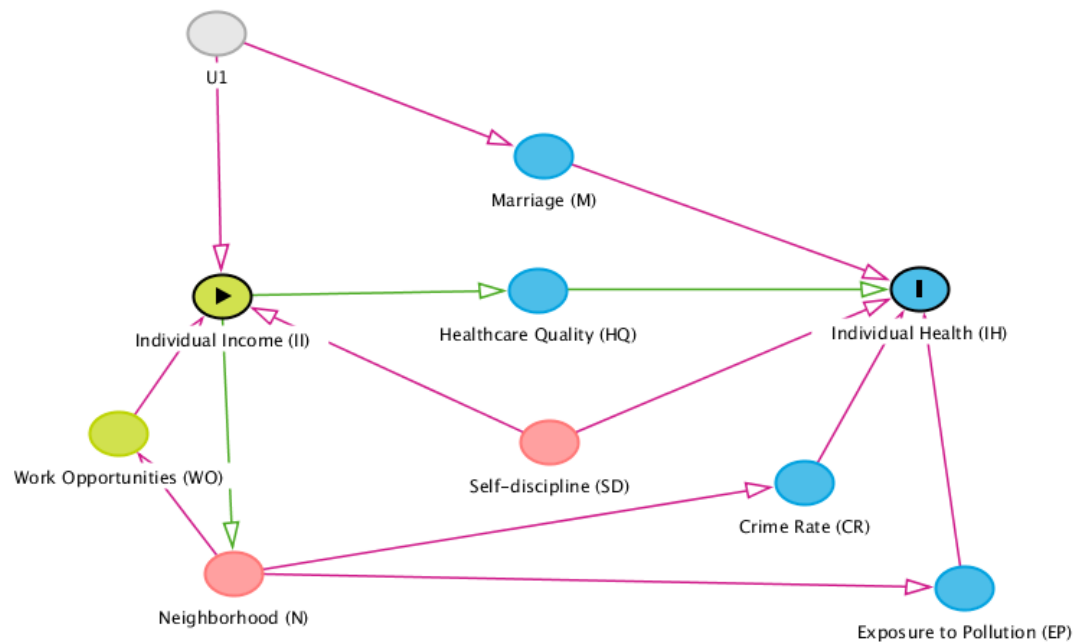 U1
Marriage (M)
Individual Income (II)
Healthcare Quality (HQ)
Individual Health (IH)
Work Opportunities (WO)
Self-discipline (SD)
Crime Rate (CR)
Neighborhood (N)
Exposure to Pollution (EP)